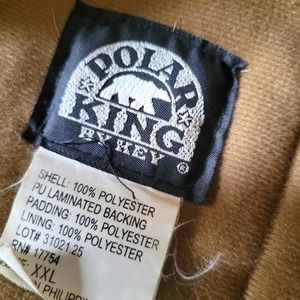 POLAR
KING
BY KEY
®
SHELL: 100% POLYESTER
PU LAMINATED BACKING
PADDING: 100% POLYESTER
LINING: 100% POLYESTER
LOT# 3102125
RN# 17754
XXL
PHILIP